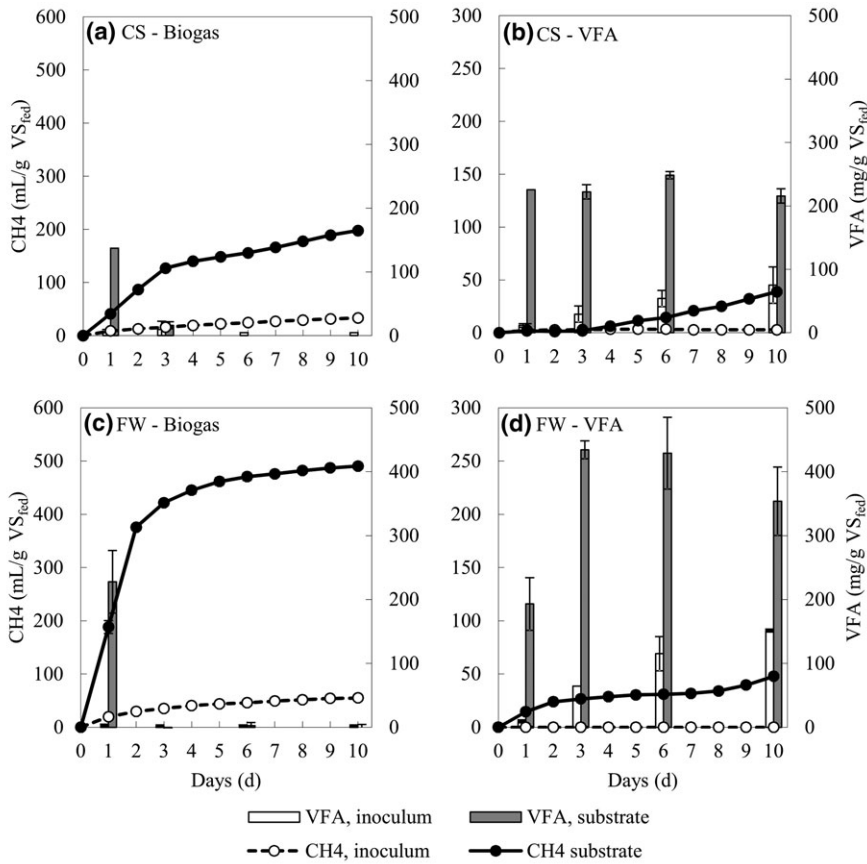 (a) CS - Biogas
(b) CS - VFA
600
500
400
300
200
100
0
500
400
300
200
100
0
300
250
200
150
100
50
0
500
400
300
200
100
0
CH4 (mL/g VSfed)
VFA (mg/g VSfed)
0 1 2 3 4 5 6 7 8 9 10
0 1 2 3 4 5 6 7 8 9 10
(c) FW - Biogas
(d) FW - VFA
600
500
400
300
200
100
0
500
400
300
200
100
0
300
250
200
150
100
50
0
500
400
300
200
100
0
CH4 (mL/g VSfed)
VFA (mg/g VSfed)
0 1 2 3 4 5 6 7 8 9 10
0 1 2 3 4 5 6 7 8 9 10
Days (d)
Days (d)
VFA, inoculum
VFA, substrate
CH4, inoculum
CH4 substrate